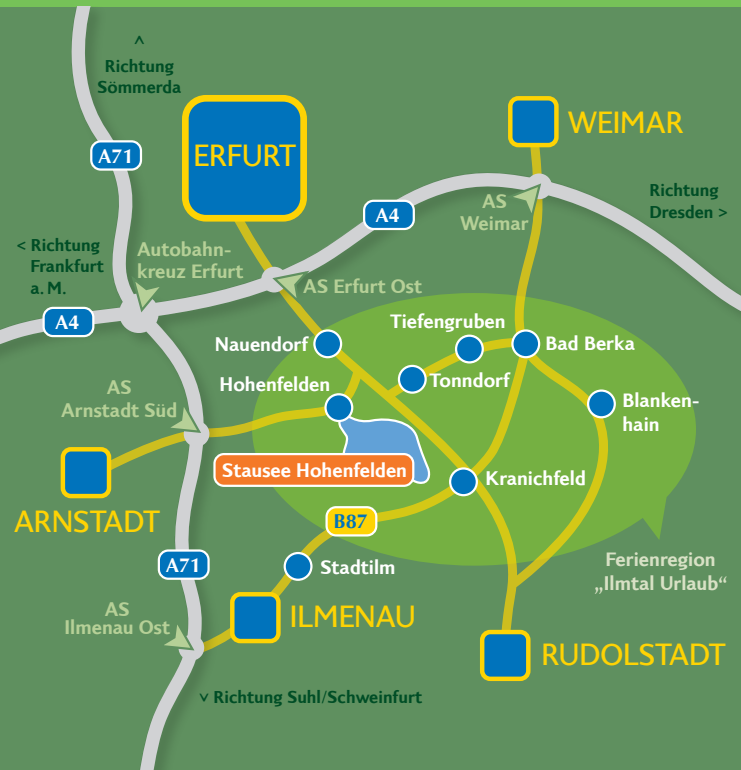 ^
Richtung
Sömmerda
A71
ERFURT
WEIMAR
A4
AS
Weimar
Richtung
Dresden >
< Richtung
Frankfurt
a. M.
Autobahn-
kreuz Erfurt
AS Erfurt Ost
A4
Nauendorf
Tiefengruben
Bad Berka
Hohenfelden
Tonndorf
AS
Arnstadt Süd
Blanken-
hain
Stausee Hohenfelden
Kranichfeld
ARNSTADT
B87
A71
Stadtilm
Ferienregion
„Ilmtal Urlaub“
AS
Ilmenau Ost
ILMENAU
RUDOLSTADT
v Richtung Suhl/Schweinfurt